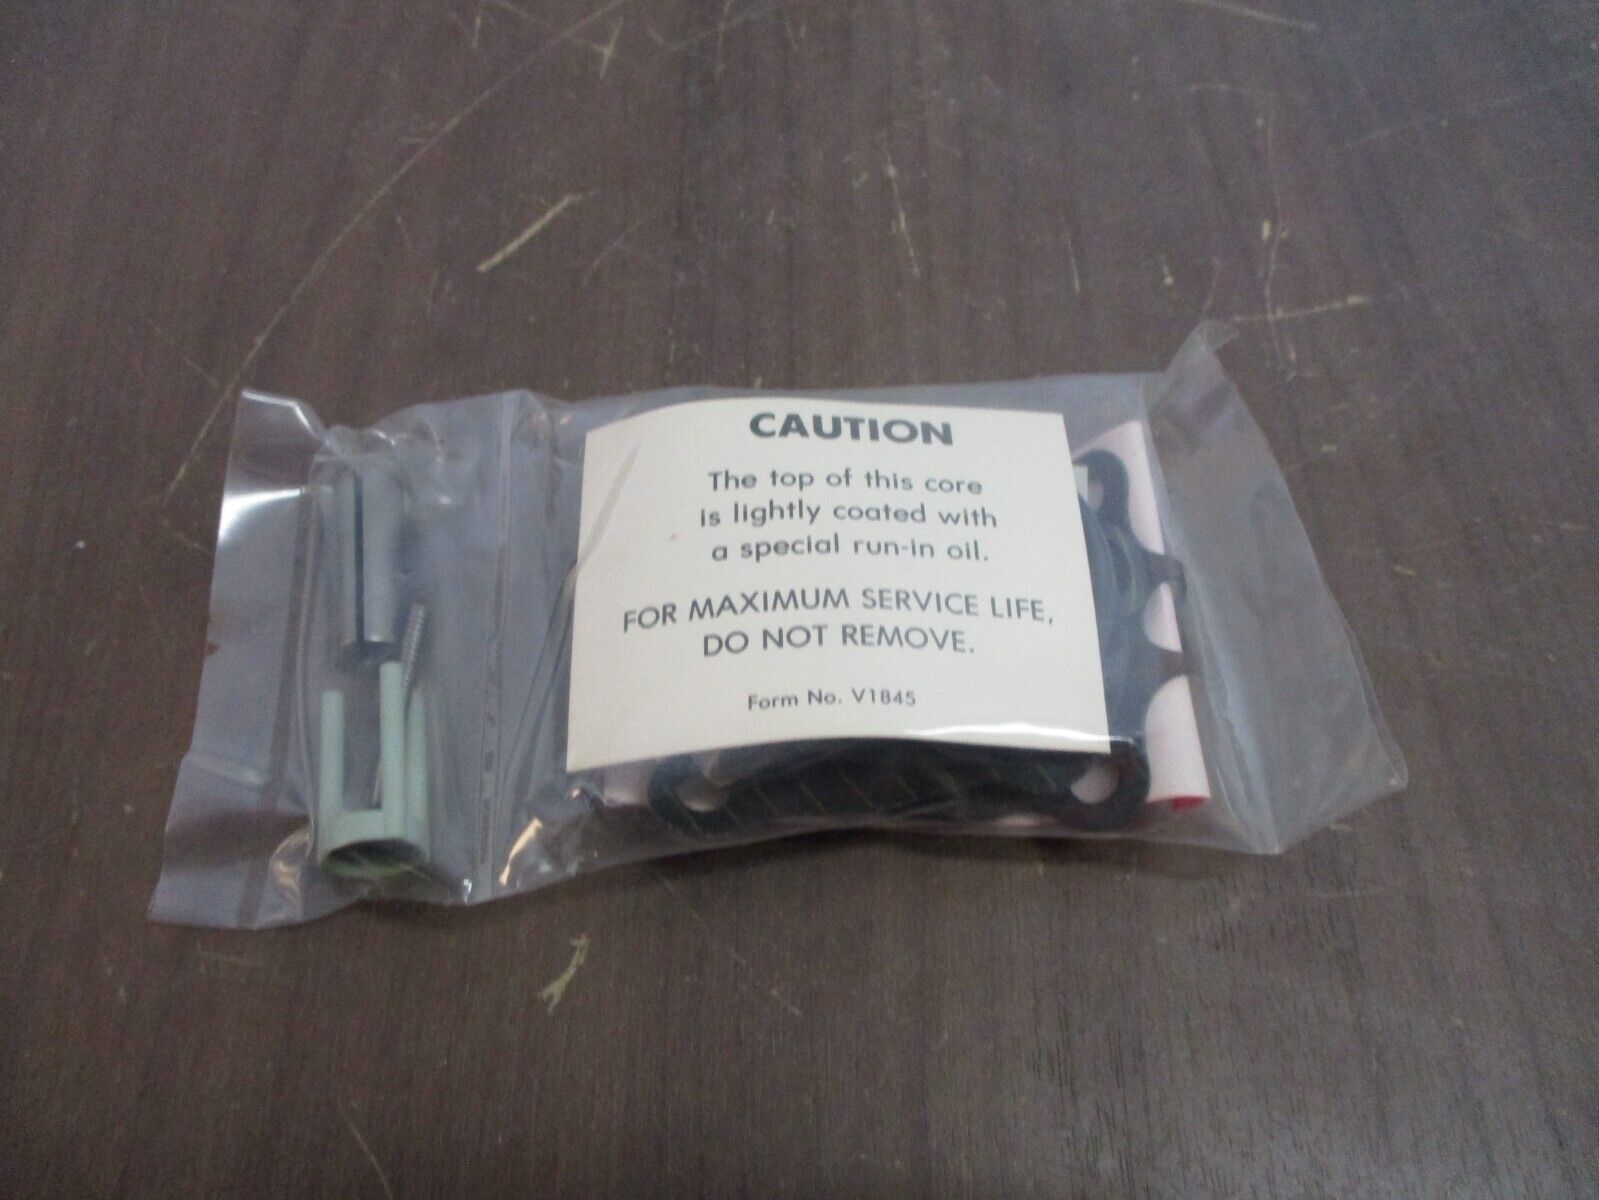 CAUTION
The top of this core
is lightly coated with
a special run-in oil.
FOR MAXIMUM SERVICE LIFE,
DO NOT REMOVE.
Form No. V1845